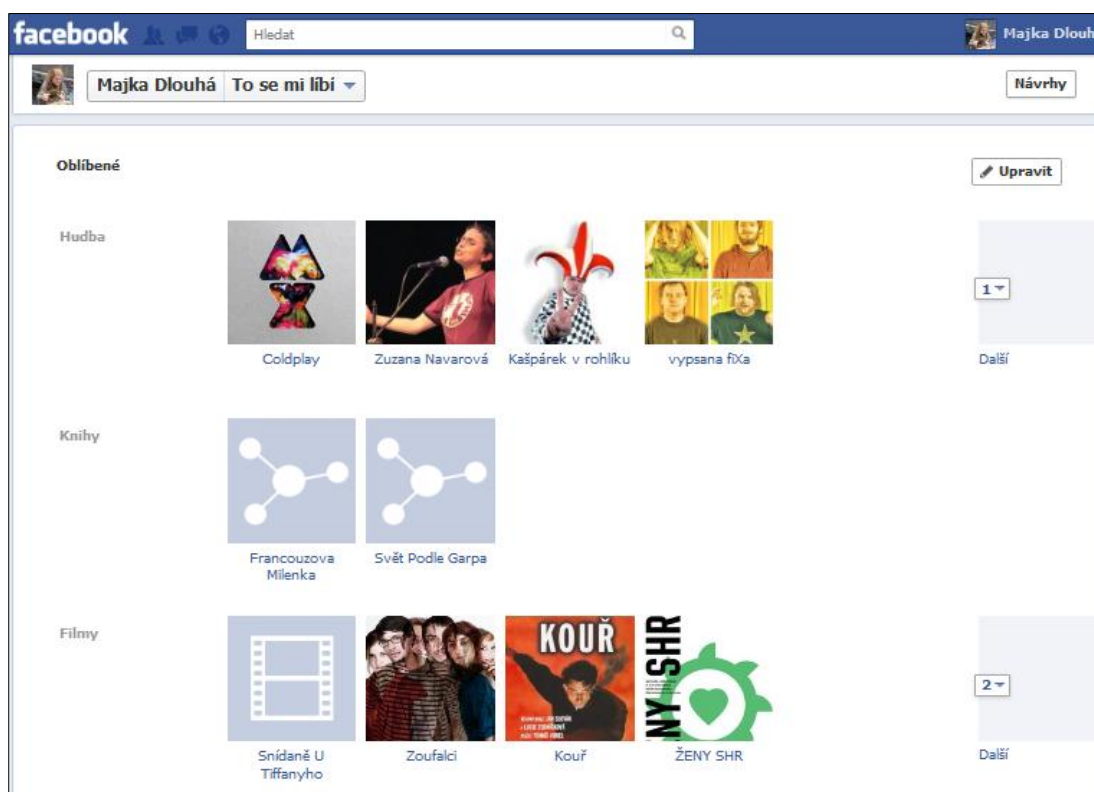 facebook Hledat Majka Dlouh
Majka Dlouhá To se mi líbí Návrhy
Oblíbené Upravit
Hudba
1
Coldplay Zuzana Navarová Kašpárek v rohlíku vypsana fiXa Další
Knihy
Francouzova Milenka
Svět Podle Garpa
Filmy
KOUŘ
NY SHR
2
Snídaně U Tiffanyho
Zoufalci Kouř ŽENY SHR Další